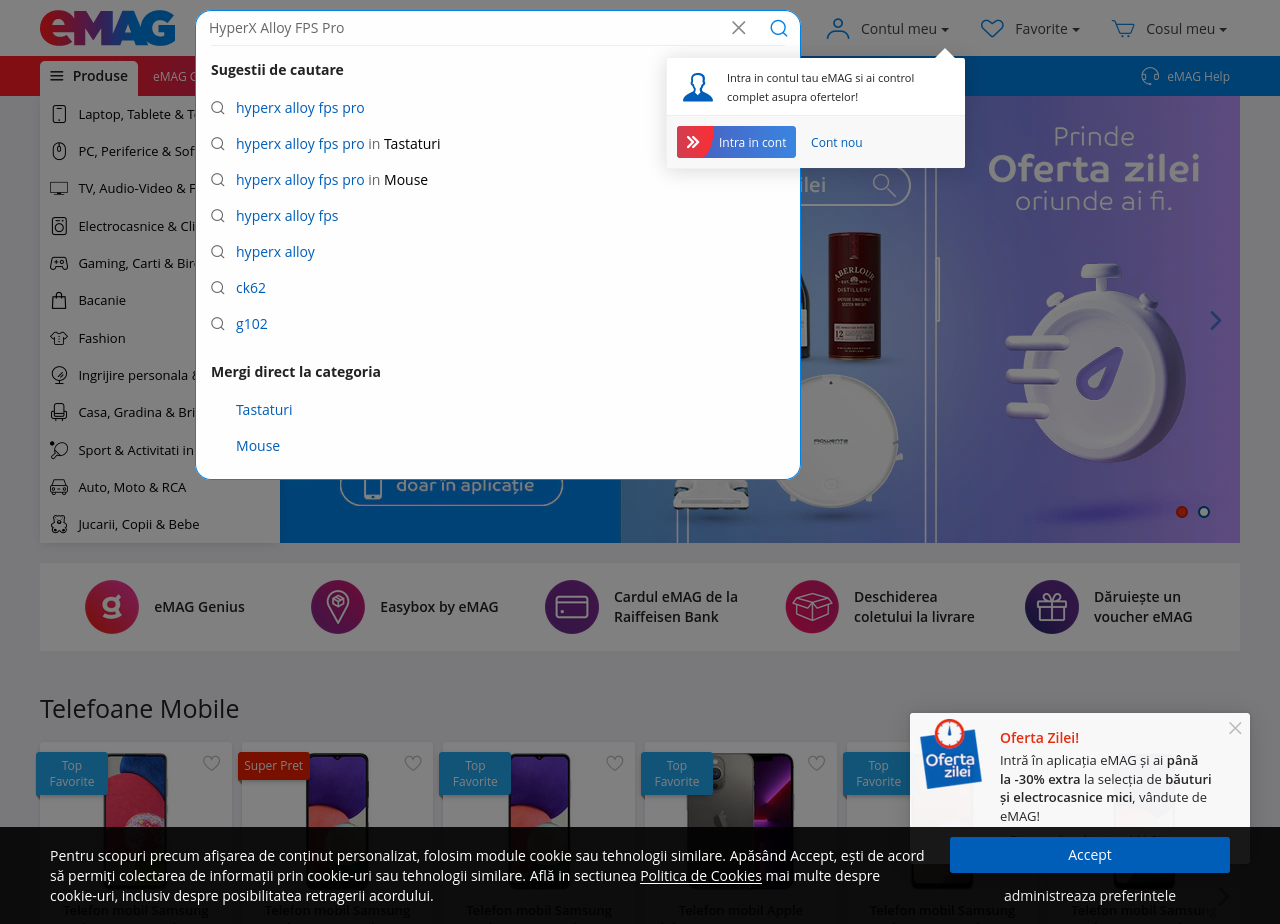 eMAG
HyperX Alloy FPS Pro
Contul meu
Favorite
Cosul meu
Produse
eMAG G
eMAG Help
Sugestii de cautare
hyperx alloy fps pro
hyperx alloy fps pro in Tastaturi
hyperx alloy fps pro in Mouse
hyperx alloy fps
hyperx alloy
ck62
g102
Mergi direct la categoria
Tastaturi
Mouse
Intra in contul tau eMAG si ai control
complet asupra ofertelor!
Intra in cont
Cont nou
Laptop, Tablete & T
PC, Periferice & Sof
TV, Audio-Video & F
Electrocasnice & Cli
Gaming, Carti & Bir
Bacanie
Fashion
Ingrijire personala &
Casa, Gradina & Bri
Sport & Activitati in
Auto, Moto & RCA
Jucarii, Copii & Bebe
Prinde
Oferta zilei
oriunde ai fi.
zilei
ABERLOUR
DISTILLERY
12
rowenta
doar în aplicație
eMAG Genius
Easybox by eMAG
Cardul eMAG de la
Raiffeisen Bank
Deschiderea
coletului la livrare
Dăruiește un
voucher eMAG
Telefoane Mobile
Top
Favorite
Super Pret
Top
Favorite
Top
Favorite
Top
Favorite
Oferta
zilei
Oferta Zilei!
Intră în aplicația eMAG și ai până
la -30% extra la selecția de băuturi
și electrocasnice mici, vândute de
eMAG!
Pentru scopuri precum afișarea de conținut personalizat, folosim module cookie sau tehnologii similare. Apăsând Accept, ești de acord
să permiți colectarea de informații prin cookie-uri sau tehnologii similare. Află in sectiunea Politica de Cookies mai multe despre
cookie-uri, inclusiv despre posibilitatea retragerii acordului.
Accept
administreaza preferintele
Telefon mobil Samsung
Telefon mobil Samsung
Telefon mobil Samsung
Telefon mobil Apple
Telefon mobil Samsung
Telefon mobil Samsung